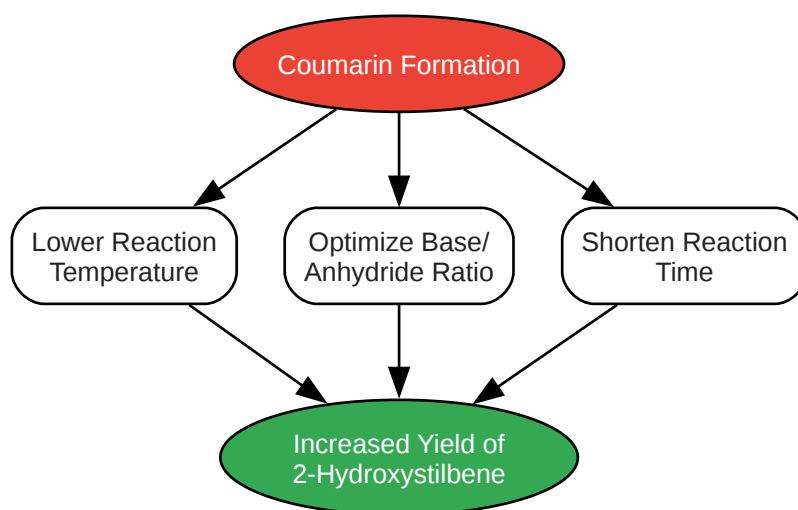 Coumarin Formation
Lower Reaction
Temperature
Optimize Base/
Anhydride Ratio
Shorten Reaction
Time
Increased Yield of
2-Hydroxystilbene